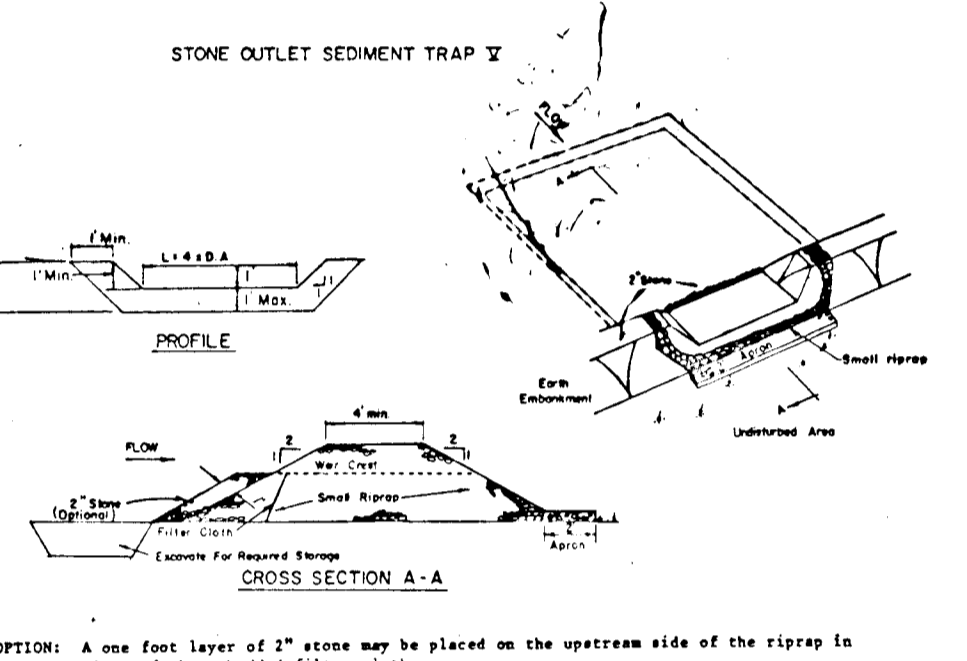 STONE OUTLET SEDIMENT TRAP V
1' Min.
L = 4 x D.A
1' Min.
1'
1' Max.
1
1
PROFILE
A
2" Stone
Apron
Small riprap
Earth
Embankment
A
Undisturbed Area
4' min.
FLOW
2
1
2
1
Weir Crest
2" Stone
(Optional)
Small Riprap
Filter Cloth
2'
Apron
Excavate For Required Storage
CROSS SECTION A-A
OPTION: A one foot layer of 2" stone may be placed on the upstream side of the riprap in